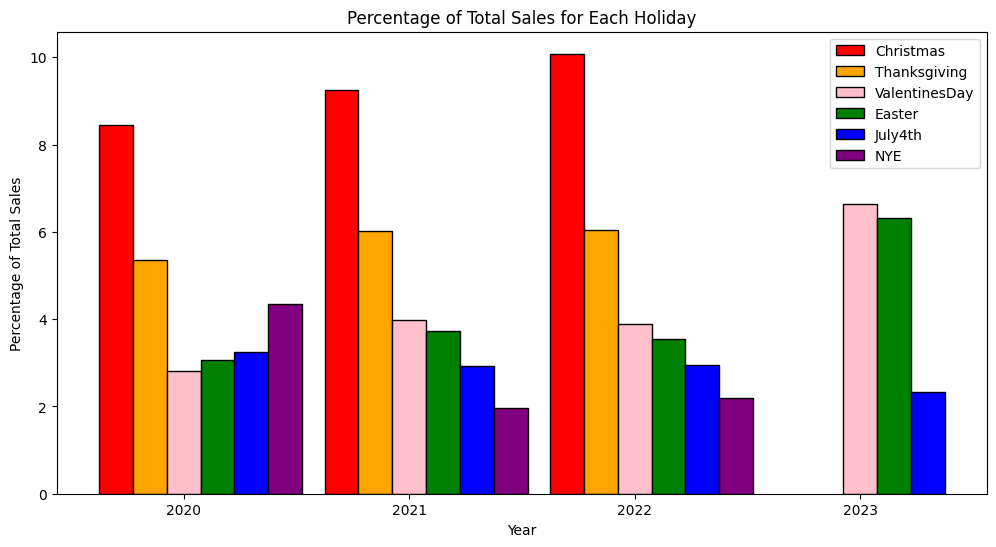 Percentage of Total Sales for Each Holiday
Christmas
Thanksgiving
ValentinesDay
Easter
July4th
NYE
Percentage of Total Sales
10
8
6
4
2
0
2020 2021 2022 2023
Year